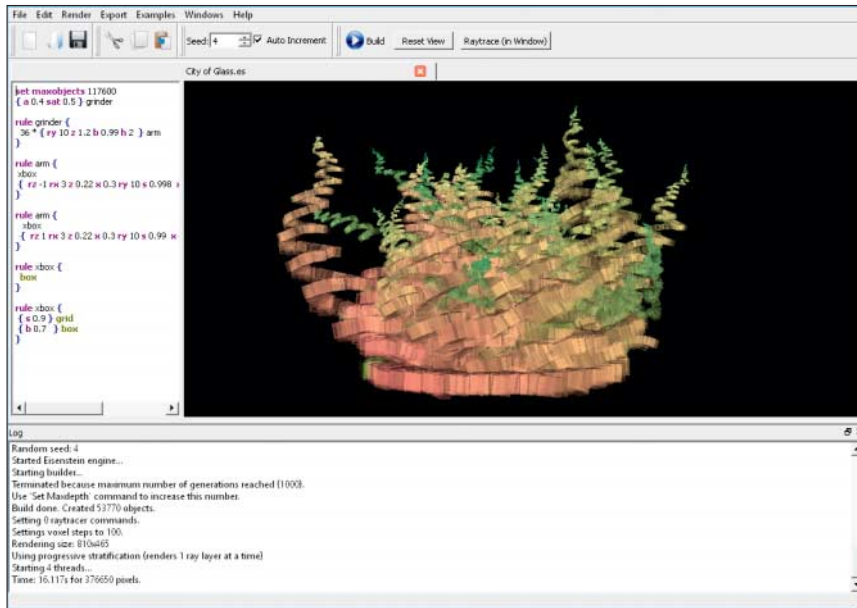 File Edit Render Export Examples Windows Help
Seed: 4 Auto Increment Build Reset View Raytrace (in Window)
City of Glass.es
set maxobjects 117600
{ a 0.4 sat 0.5 } grinder
rule grinder {
36 * { ry 10 z 1.2 b 0.99 h 2 } arm
}
rule arm {
xbox
{ rz -1 rx 3 z 0.22 x 0.3 ry 10 s 0.998 x
}
rule arm {
xbox
{ rz 1 rx 3 z 0.22 x 0.3 ry 10 s 0.99 x
}
rule xbox {
box
}
rule xbox {
{ s 0.9 } grid
{ b 0.7 } box
}
Log
Random seed: 4
Started Eisenstein engine...
Starting builder...
Terminated because maximum number of generations reached (1000).
Use 'Set Maxdepth' command to increase this number.
Build done. Created 53770 objects.
Setting 0 raytracer commands.
Settings voxel steps to 100.
Rendering size: 810x465
Using progressive stratification (renders 1 ray layer at a time)
Starting 4 threads...
Time: 16.117s for 376650 pixels.